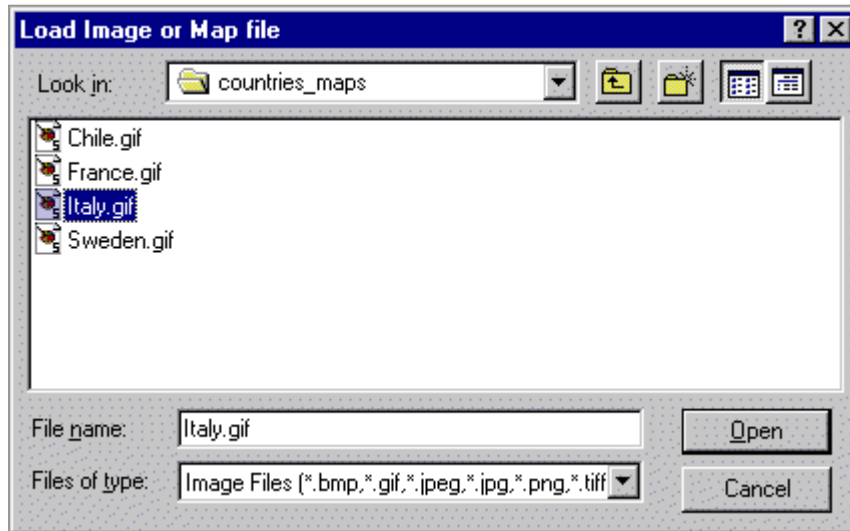 Load Image or Map file
Look in: countries_maps
Chile.gif
France.gif
Italy.gif
Sweden.gif
File name: Italy.gif Open
Files of type: Image Files (*.bmp,*.gif,*.jpeg,*.jpg,*.png,*.tiff Cancel